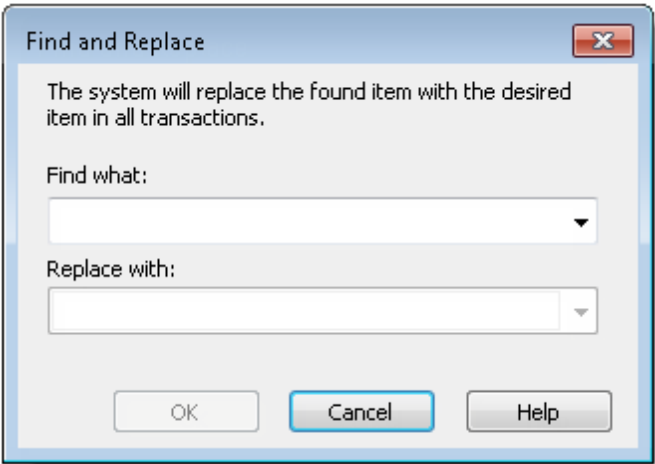 Find and Replace
The system will replace the found item with the desired
item in all transactions.
Find what:
Replace with:
OK
Cancel
Help